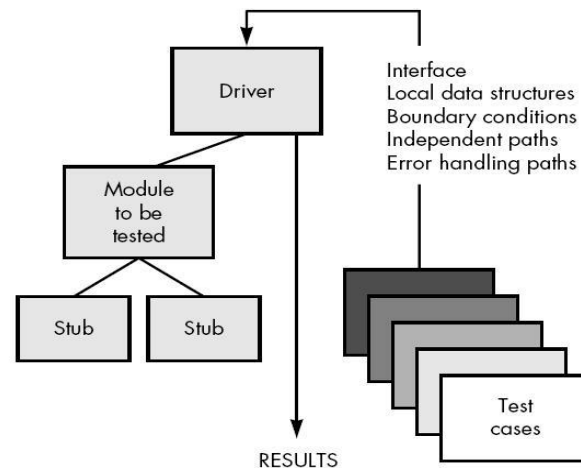 Driver
Interface
Local data structures
Boundary conditions
Independent paths
Error handling paths
Module
to be
tested
Stub
Stub
Test
cases
RESULTS